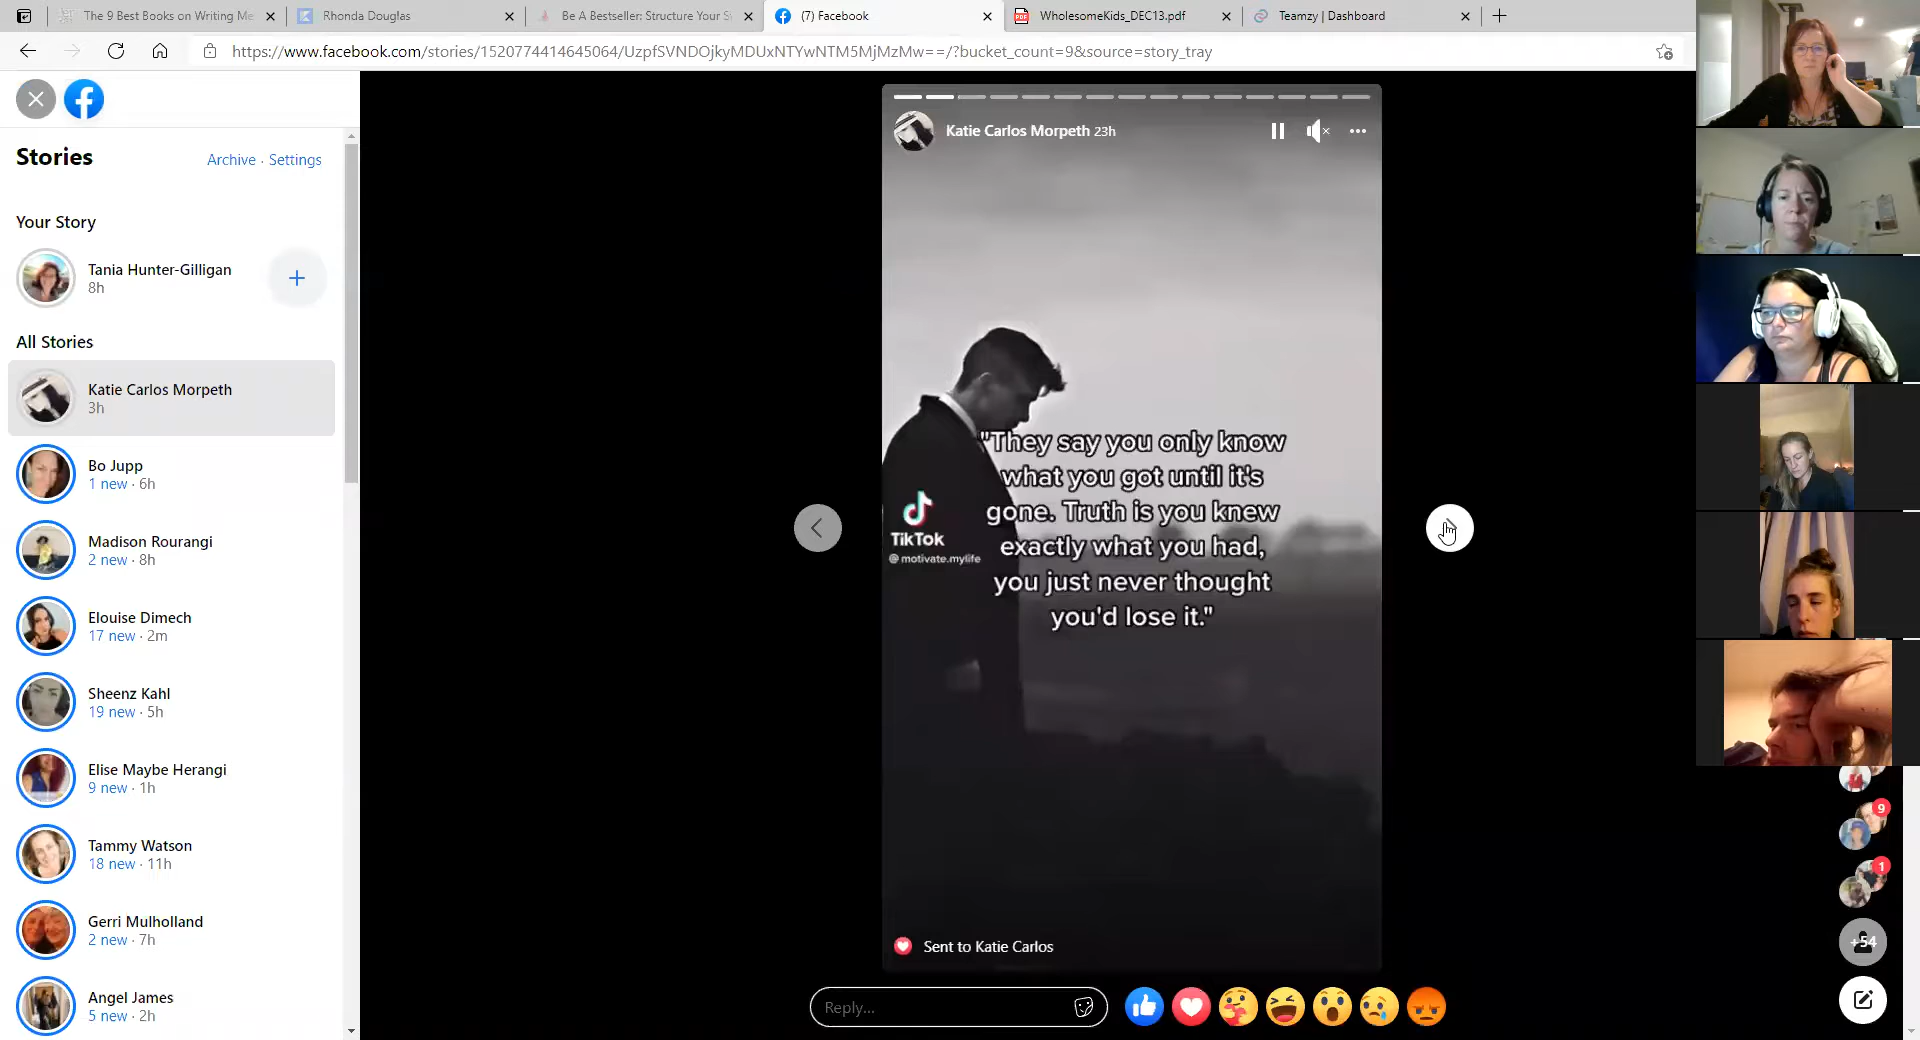 The 9 Best Books on Writing Me
Rhonda Douglas
Be A Bestseller: Structure Your S
(7) Facebook
PDF
WholesomeKids_DEC13.pdf
Teamzy | Dashboard
https://www.facebook.com/stories/1520774414645064/UzpfSVNDOjkyMDUxNTYwNTM5MjMzMw==/?bucket_count=9&source=story_tray
Stories
Archive · Settings
Your Story
Tania Hunter-Gilligan
8h
All Stories
Katie Carlos Morpeth
3h
Bo Jupp
1 new · 6h
Madison Rourangi
2 new · 8h
Elouise Dimech
17 new · 2m
Sheenz Kahl
19 new · 5h
Elise Maybe Herangi
9 new · 1h
Tammy Watson
18 new · 11h
Gerri Mulholland
2 new · 7h
Angel James
5 new · 2h
Katie Carlos Morpeth 23h
"They say you only know
what you got until it's
gone. Truth is you knew
exactly what you had,
you just never thought
you'd lose it."
TikTok
@motivate.mylife
Sent to Katie Carlos
Reply...
9
1
+54